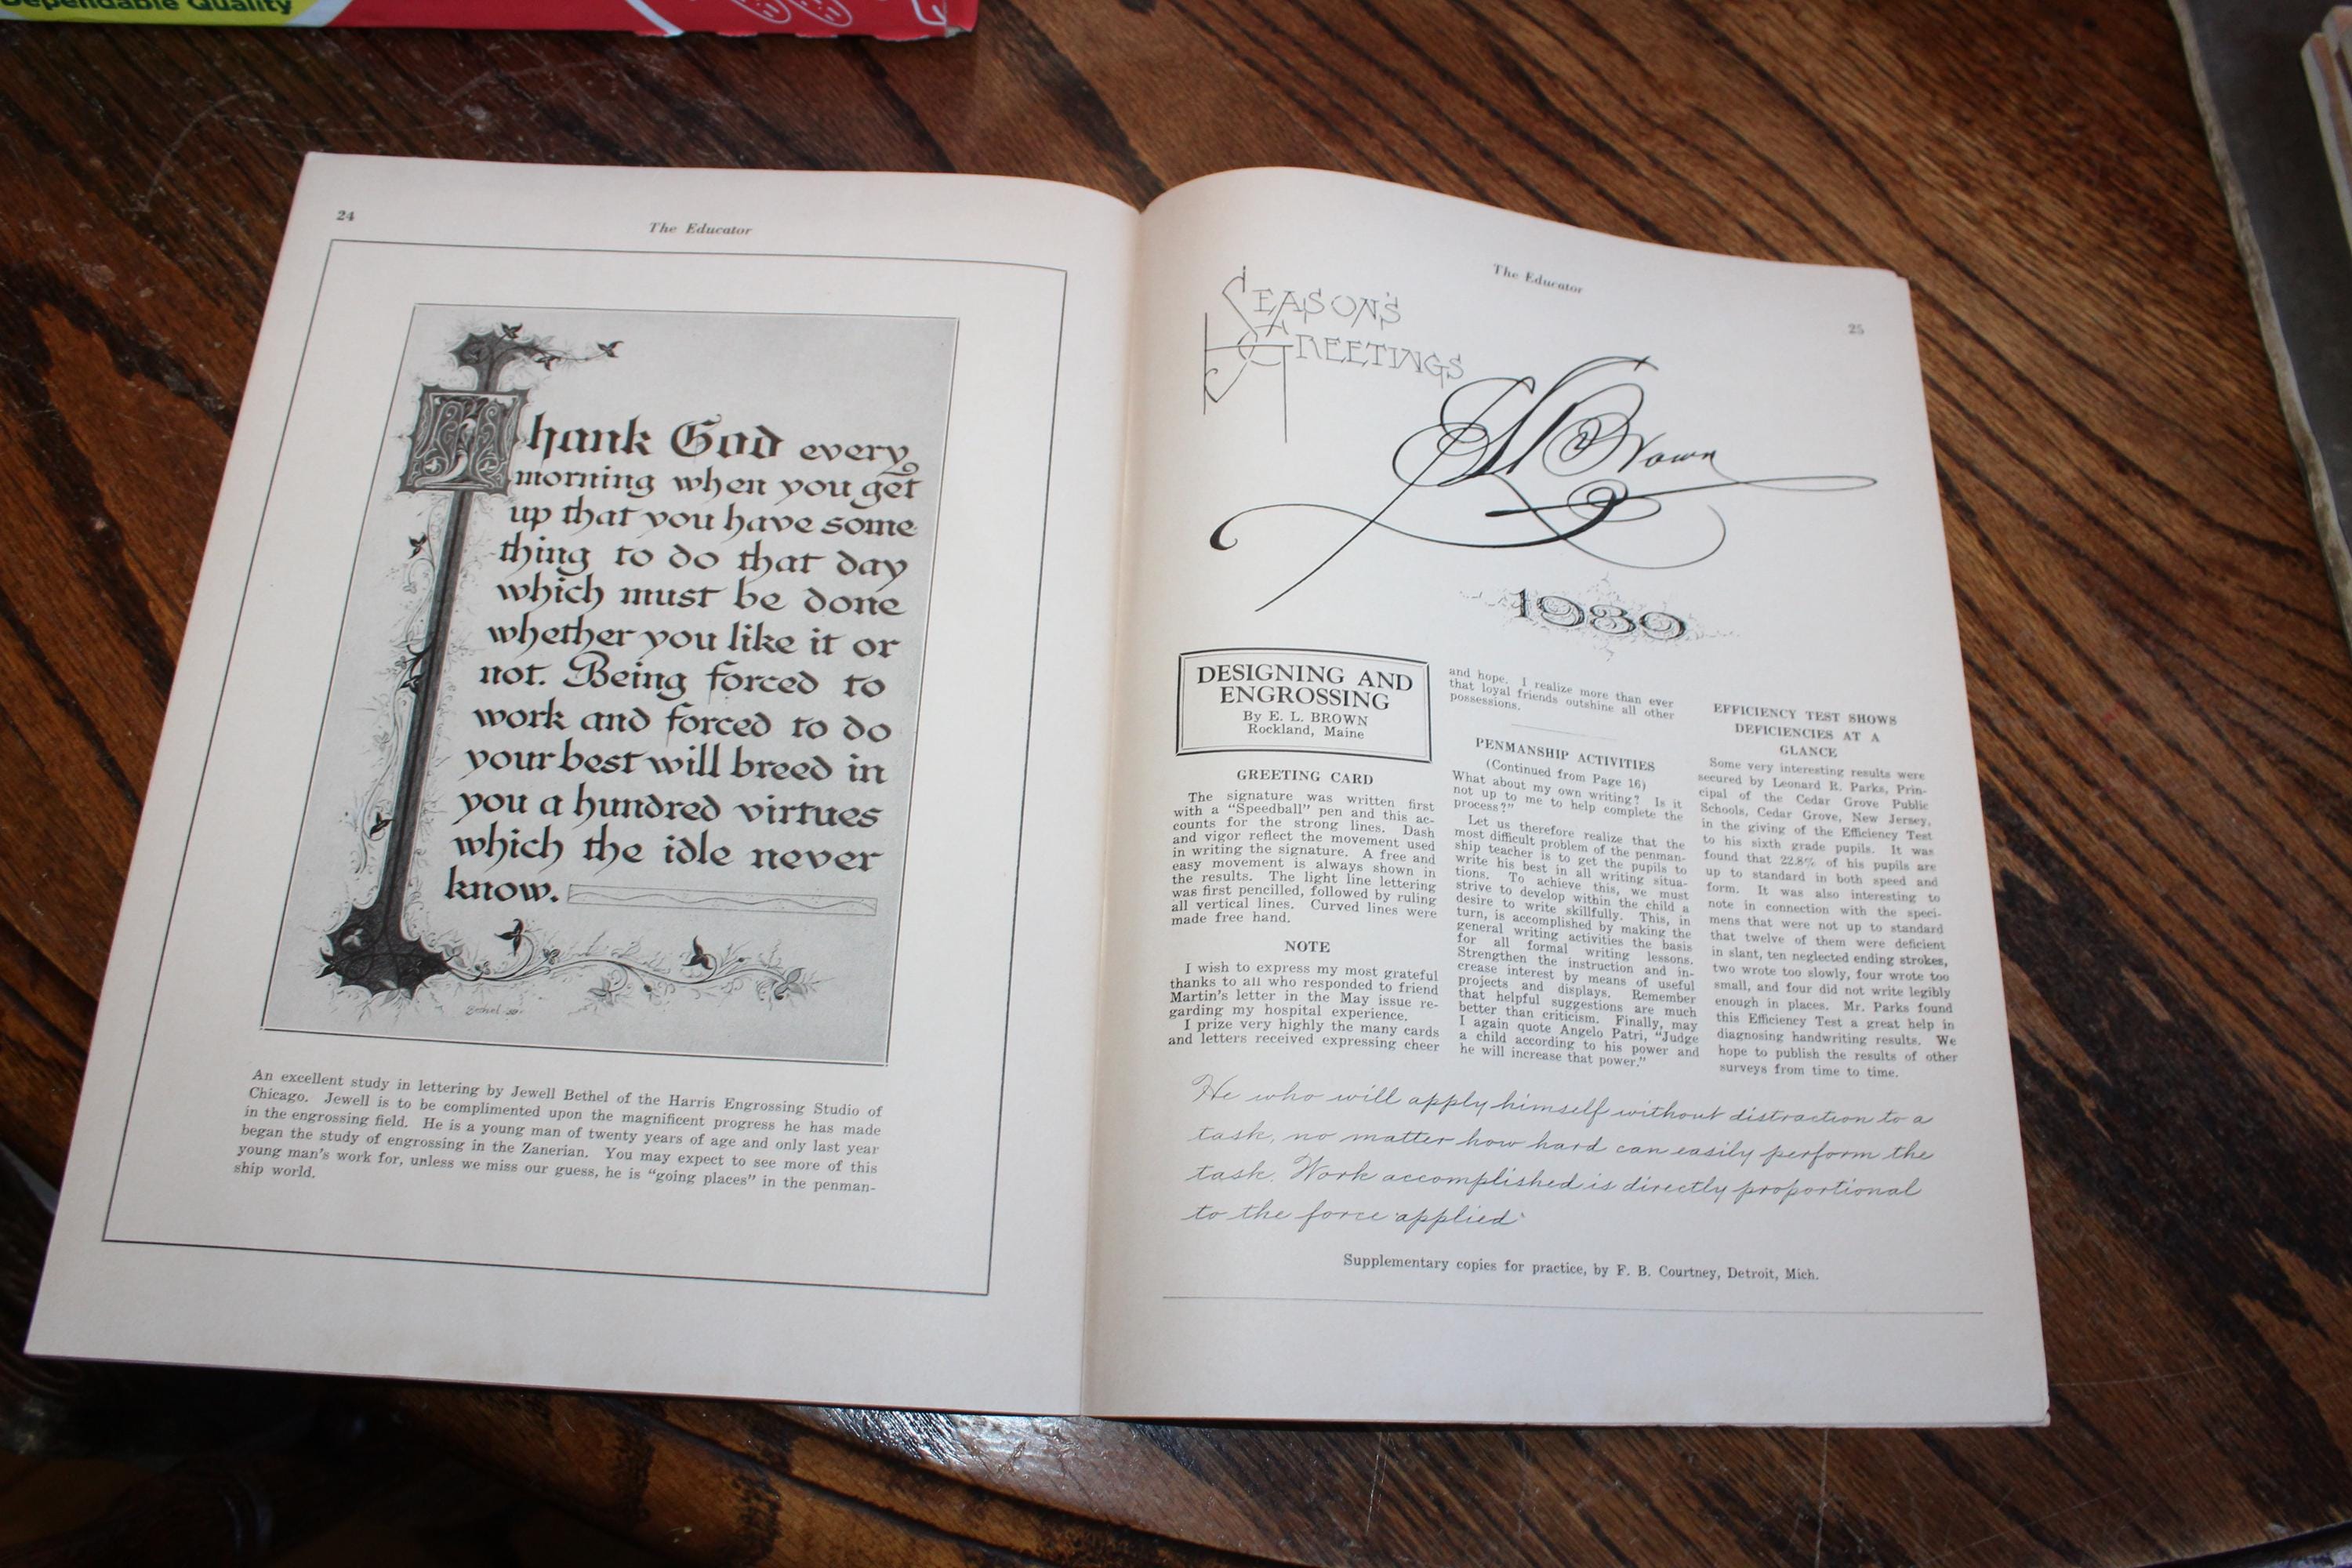 Dependable Quality
24
The Educator
Thank God every
morning when you get
up that you have some
thing to do that day
which must be done
whether you like it or
not. Being forced to
work and forced to do
your best will breed in
you a hundred virtues
which the idle never
know.
An excellent study in lettering by Jewell Bethel of the Harris Engrossing Studio of
Chicago. Jewell is to be complimented upon the magnificent progress he has made
in the engrossing field. He is a young man of twenty years of age and only last year
began the study of engrossing in the Zanerian. You may expect to see more of this
young man's work for, unless we miss our guess, he is "going places" in the penman-
ship world.
The Educator
25
SEASON'S
GREETINGS
E L Brown
1939
DESIGNING AND
ENGROSSING
By E. L. BROWN
Rockland, Maine
GREETING CARD
The signature was written first
with a "Speedball" pen and this ac-
counts for the strong lines. Dash
and vigor reflect the movement used
in writing the signature. A free and
easy movement is always shown in
the results. The light line lettering
was first pencilled, followed by ruling
all vertical lines. Curved lines were
made free hand.
NOTE
I wish to express my most grateful
thanks to all who responded to friend
Martin's letter in the May issue re-
garding my hospital experience.
I prize very highly the many cards
and letters received expressing cheer
and hope. I realize more than ever
that loyal friends outshine all other
possessions.
PENMANSHIP ACTIVITIES
(Continued from Page 16)
What about my own writing? Is it
not up to me to help complete the
process?"
Let us therefore realize that the
most difficult problem of the penman-
ship teacher is to get the pupils to
write his best in all writing situa-
tions. To achieve this, we must
strive to develop within the child a
desire to write skillfully. This, in
turn, is accomplished by making the
general writing activities the basis
for all formal writing lessons.
Strengthen the instruction and in-
crease interest by means of useful
projects and displays. Remember
that helpful suggestions are much
better than criticism. Finally, may
I again quote Angelo Patri, "Judge
a child according to his power and
he will increase that power."
EFFICIENCY TEST SHOWS
DEFICIENCIES AT A
GLANCE
Some very interesting results were
secured by Leonard R. Parks, Prin-
cipal of the Cedar Grove Public
Schools, Cedar Grove, New Jersey,
in the giving of the Efficiency Test
to his sixth grade pupils. It was
found that 22.8% of his pupils are
up to standard in both speed and
form. It was also interesting to
note in connection with the speci-
mens that were not up to standard
that twelve of them were deficient
in slant, ten neglected ending strokes,
two wrote too slowly, four wrote too
small, and four did not write legibly
enough in places. Mr. Parks found
this Efficiency Test a great help in
diagnosing handwriting results. We
hope to publish the results of other
surveys from time to time.
He who will apply himself without distraction to a
task, no matter how hard can easily perform the
task. Work accomplished is directly proportional
to the force applied
Supplementary copies for practice, by F. B. Courtney, Detroit, Mich.